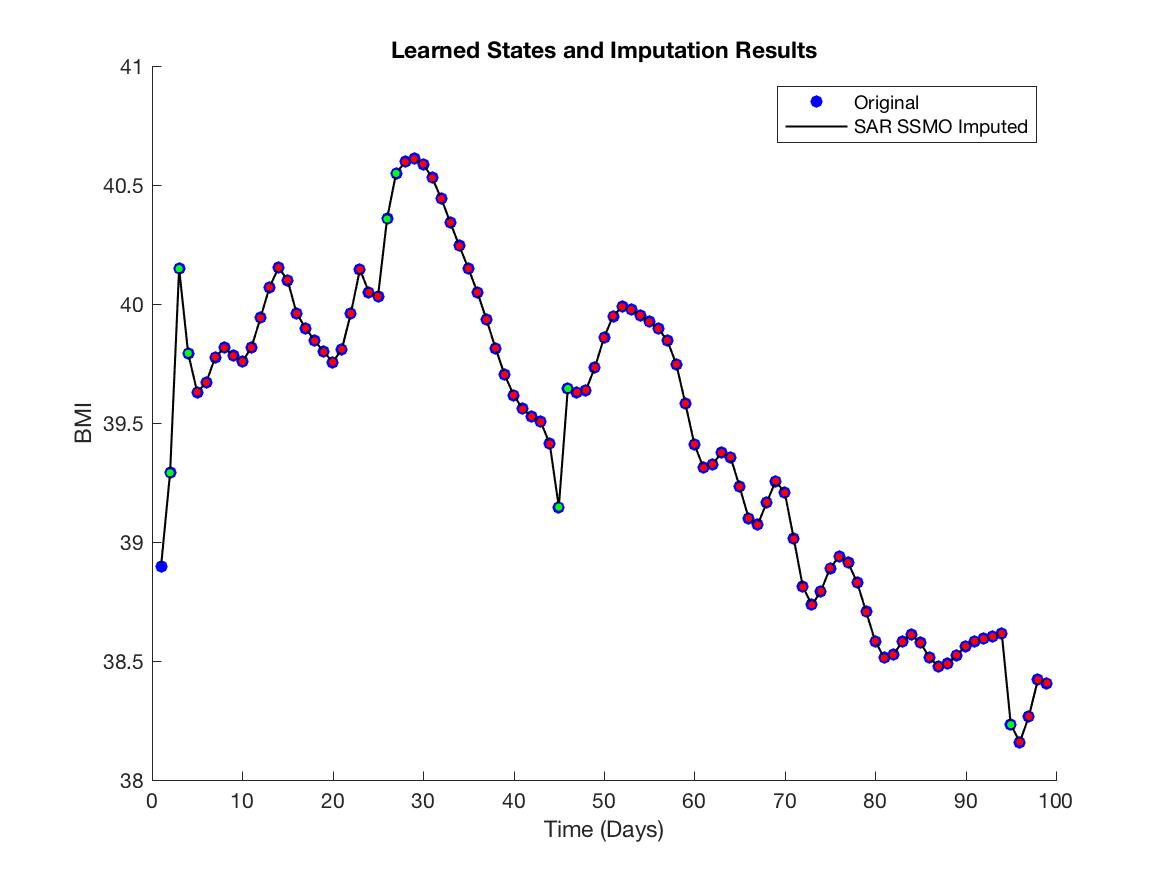 Learned States and Imputation Results
Original
SAR SSMO Imputed
BMI
41
40.5
40
39.5
39
38.5
38
0 10 20 30 40 50 60 70 80 90 100
Time (Days)